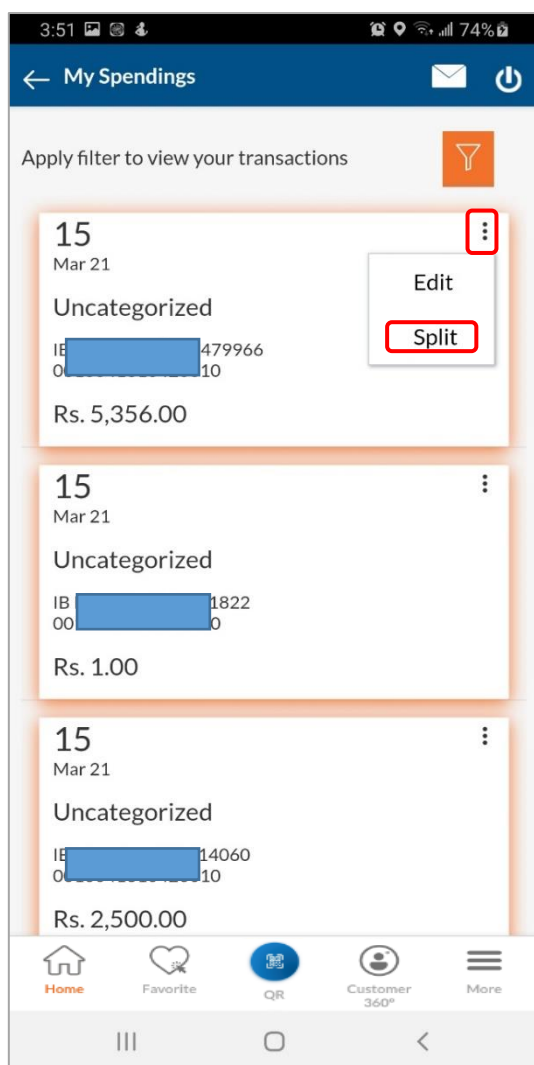 3:51 74%
My Spendings
Apply filter to view your transactions
15
Mar 21
Edit
Uncategorized
Split
479966
10
Rs. 5,356.00
15
Mar 21
Uncategorized
IB 1822
00 0
Rs. 1.00
15
Mar 21
Uncategorized
14060
10
Rs. 2,500.00
Home Favorite QR Customer 360° More